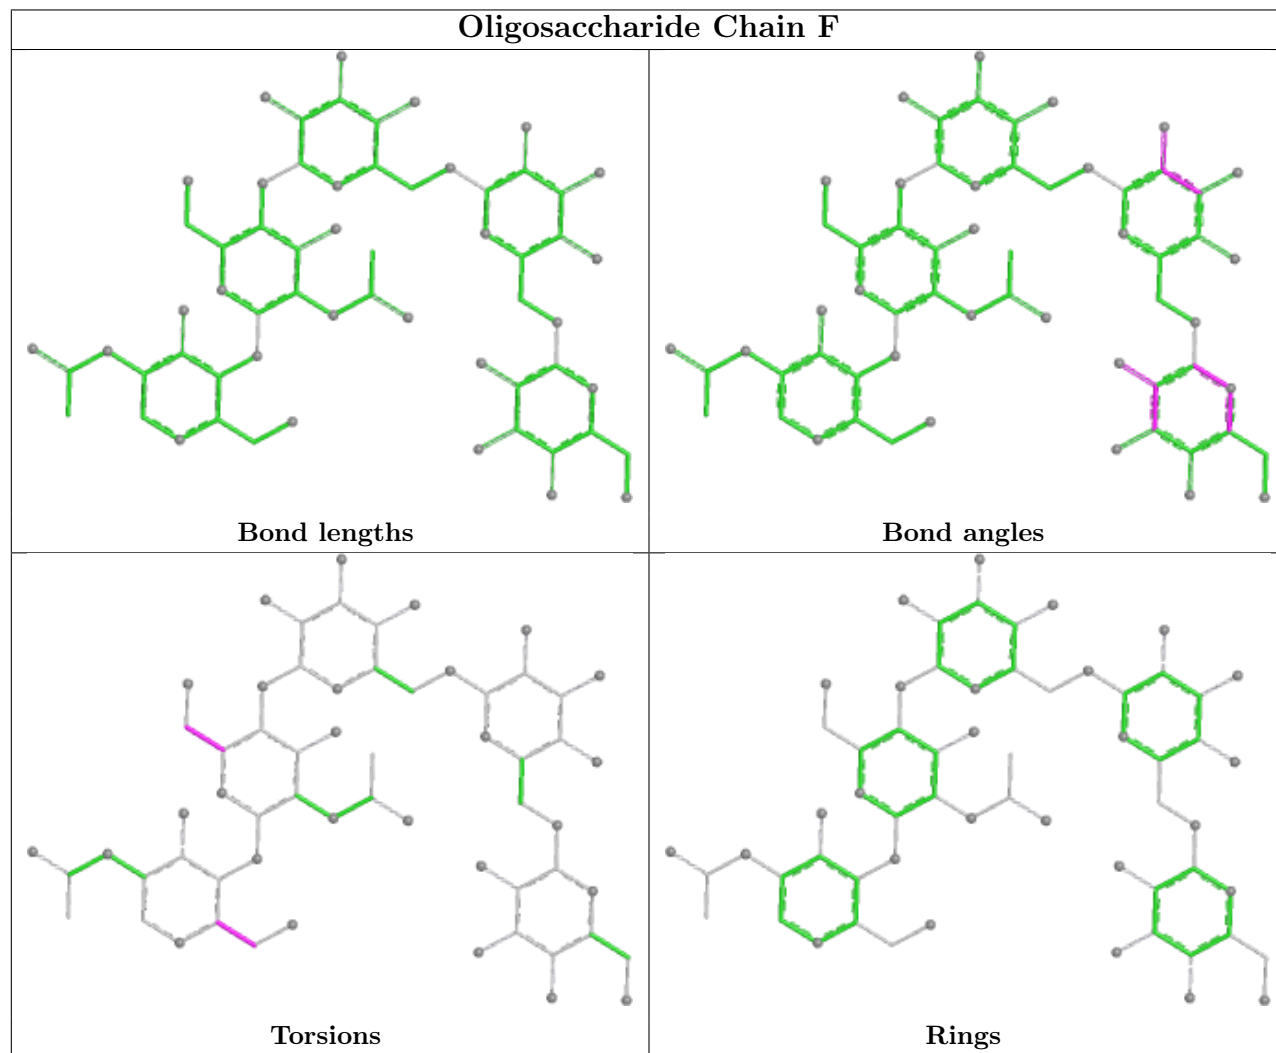 Oligosaccharide Chain F
Bond lengths
Bond angles
Torsions
Rings